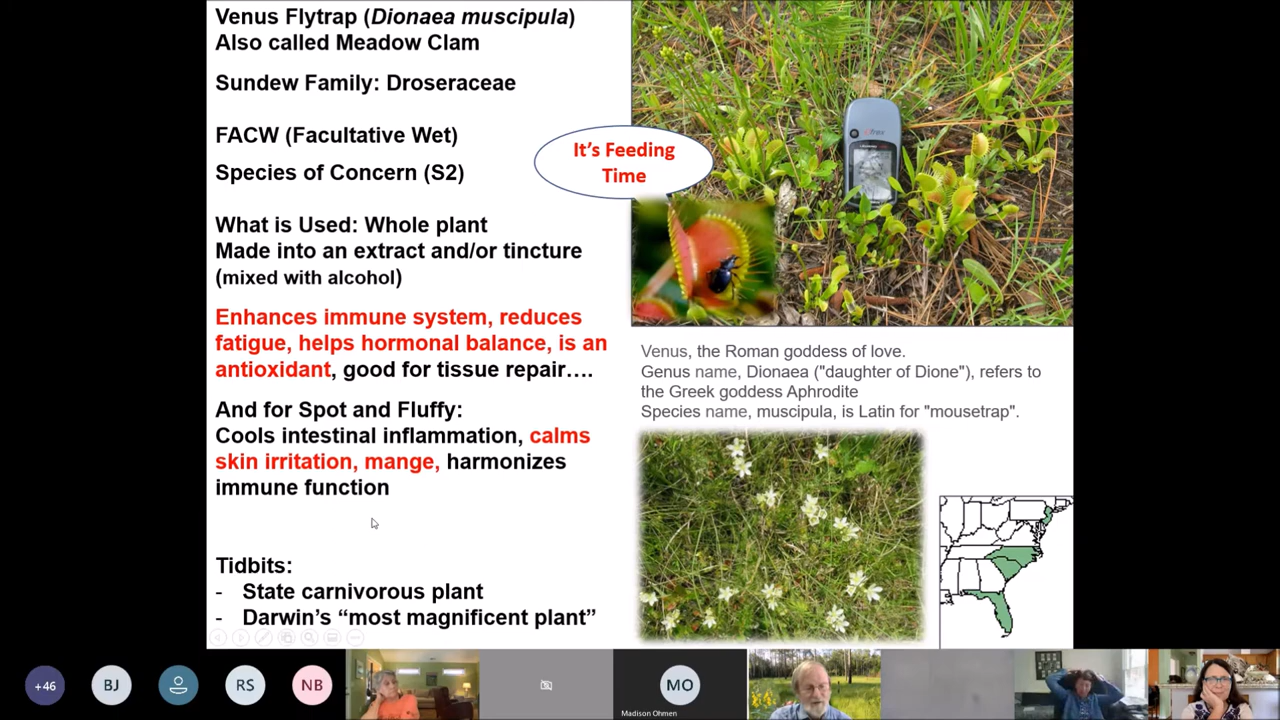 Venus Flytrap (Dionaea muscipula)
Also called Meadow Clam
Sundew Family: Droseraceae
FACW (Facultative Wet)
Species of Concern (S2)
What is Used: Whole plant
Made into an extract and/or tincture
(mixed with alcohol)
Enhances immune system, reduces
fatigue, helps hormonal balance, is an
antioxidant, good for tissue repair….
And for Spot and Fluffy:
Cools intestinal inflammation, calms
skin irritation, mange, harmonizes
immune function
Tidbits:
- State carnivorous plant
- Darwin’s “most magnificent plant”
It’s Feeding
Time
Venus, the Roman goddess of love.
Genus name, Dionaea ("daughter of Dione"), refers to
the Greek goddess Aphrodite
Species name, muscipula, is Latin for "mousetrap".
+46
BJ
RS
NB
MO
Madison Ohmen